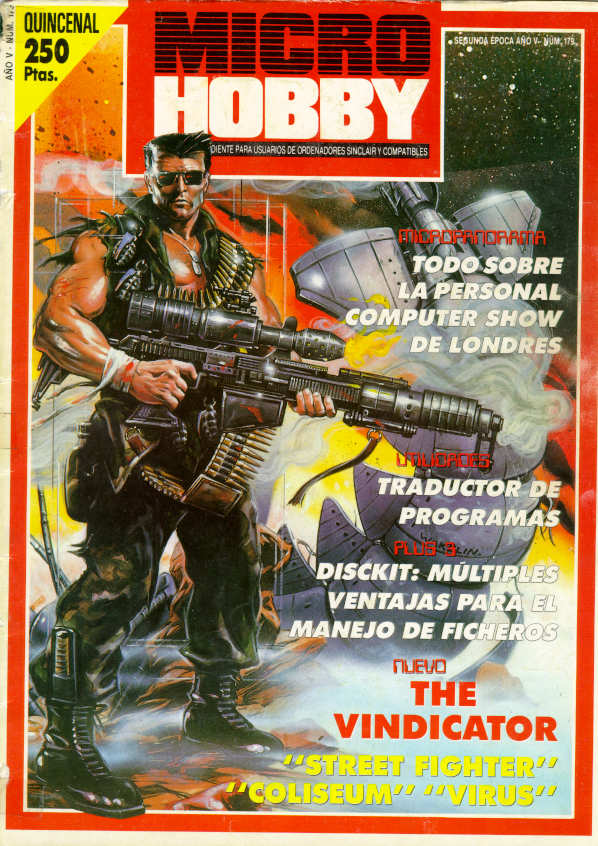 QUINCENAL
250
Ptas.
AÑO V - NÚM.
MICRO
HOBBY
SEGUNDA ÉPOCA AÑO V - NÚM. 179
DIENTE PARA USUARIOS DE ORDENADORES SINCLAIR Y COMPATIBLES
MICROPANORAMA
TODO SOBRE
LA PERSONAL
COMPUTER SHOW
DE LONDRES
UTILIDADES
TRADUCTOR DE
PROGRAMAS
PLUS 3
DISCKIT: MÚLTIPLES
VENTAJAS PARA EL
MANEJO DE FICHEROS
NUEVO
THE
VINDICATOR
"STREET FIGHTER"
"COLISEUM" "VIRUS"